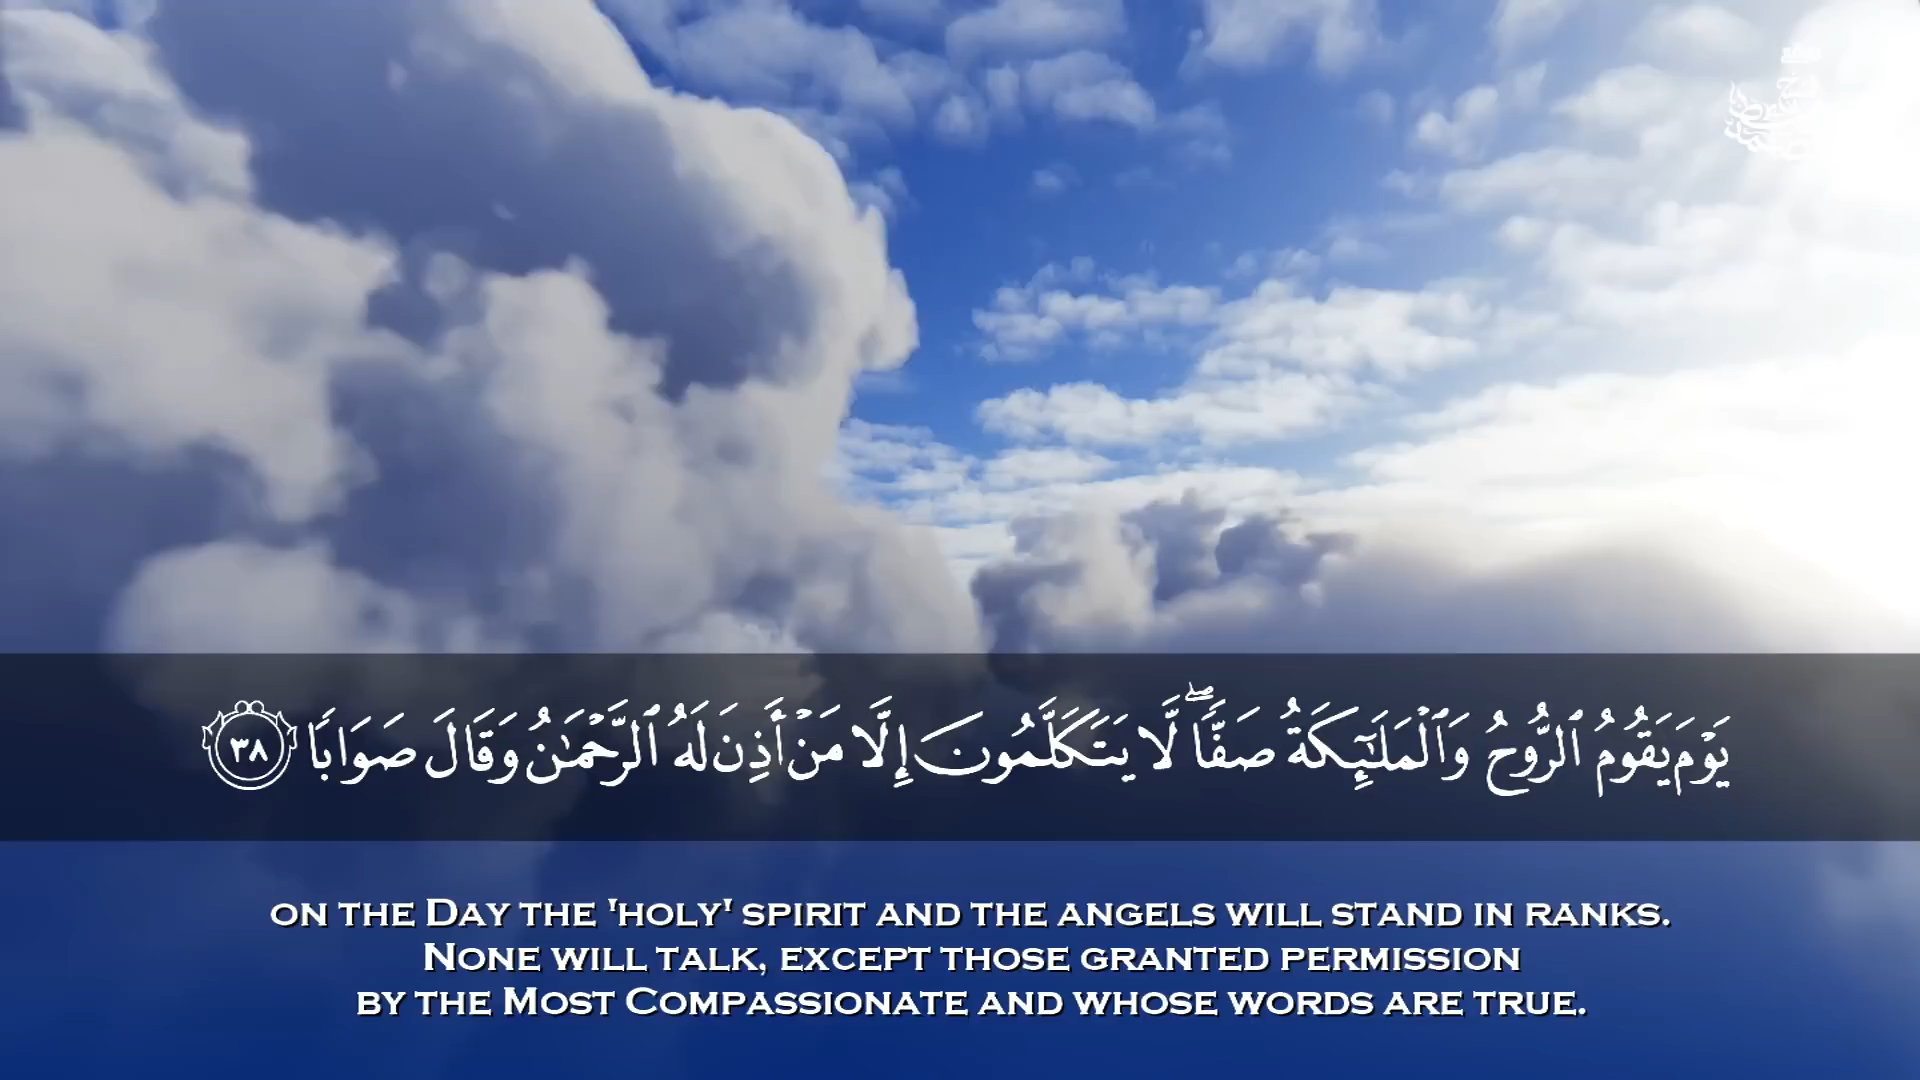 يَوْمَ يَقُومُ ٱلرُّوحُ وَٱلْمَلَـٰٓئِكَةُ صَفًّا ۖ لَّا يَتَكَلَّمُونَ إِلَّا مَنْ أَذِنَ لَهُ ٱلرَّحْمَـٰنُ وَقَالَ صَوَابًا ٣٨
ON THE DAY THE 'HOLY' SPIRIT AND THE ANGELS WILL STAND IN RANKS.
NONE WILL TALK, EXCEPT THOSE GRANTED PERMISSION
BY THE MOST COMPASSIONATE AND WHOSE WORDS ARE TRUE.